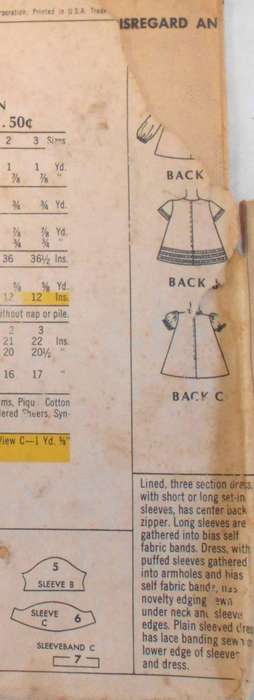 rporation, Printed in U.S.A. Trade
ISREGARD AN
N
. 50¢
2 3 Sizes
1 1 Yd.
⅞ ⅞ "
¾ ¾ Yd.
⅞ ⅞ Yd.
¾ ¾ "
36 36½ Ins.
⅝ ⅝ Yd.
12 12 Ins.
ithout nap or pile.
2 3
21 22 Ins.
20 20½ "
16 17 "
ms, Piqu Cotton
ered Sheers, Syn-
View C—1 Yd. ⅝"
BACK
BACK
BACK C
Lined, three section dress
with short or long set-in
sleeves, has center back
zipper. Long sleeves are
gathered into bias self
fabric bands. Dress, with
puffed sleeves gathered
into armholes and bias
self fabric bands, has
novelty edging sewn
under neck and sleeve
edges. Plain sleeved dress
has lace banding sewn
lower edge of sleeves
and dress.
5
SLEEVE B
SLEEVE
C 6
SLEEVEBAND C
7